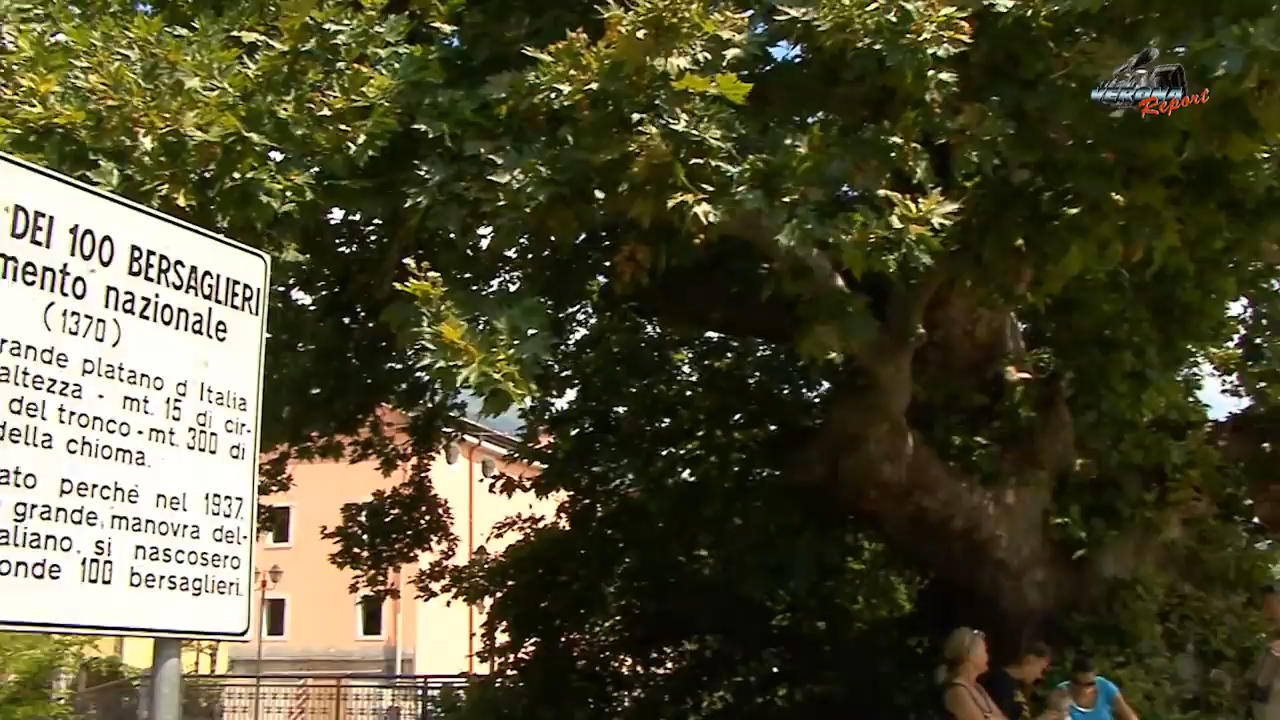 DEI 100 BERSAGLIERI
mento nazionale
(1370)
rande platano d Italia
altezza - mt. 15 di cir-
del tronco - mt. 300 di
della chioma.
ato perchè nel 1937,
grande, manovra del-
aliano, si nascosero
onde 100 bersaglieri.
VERONA
Report